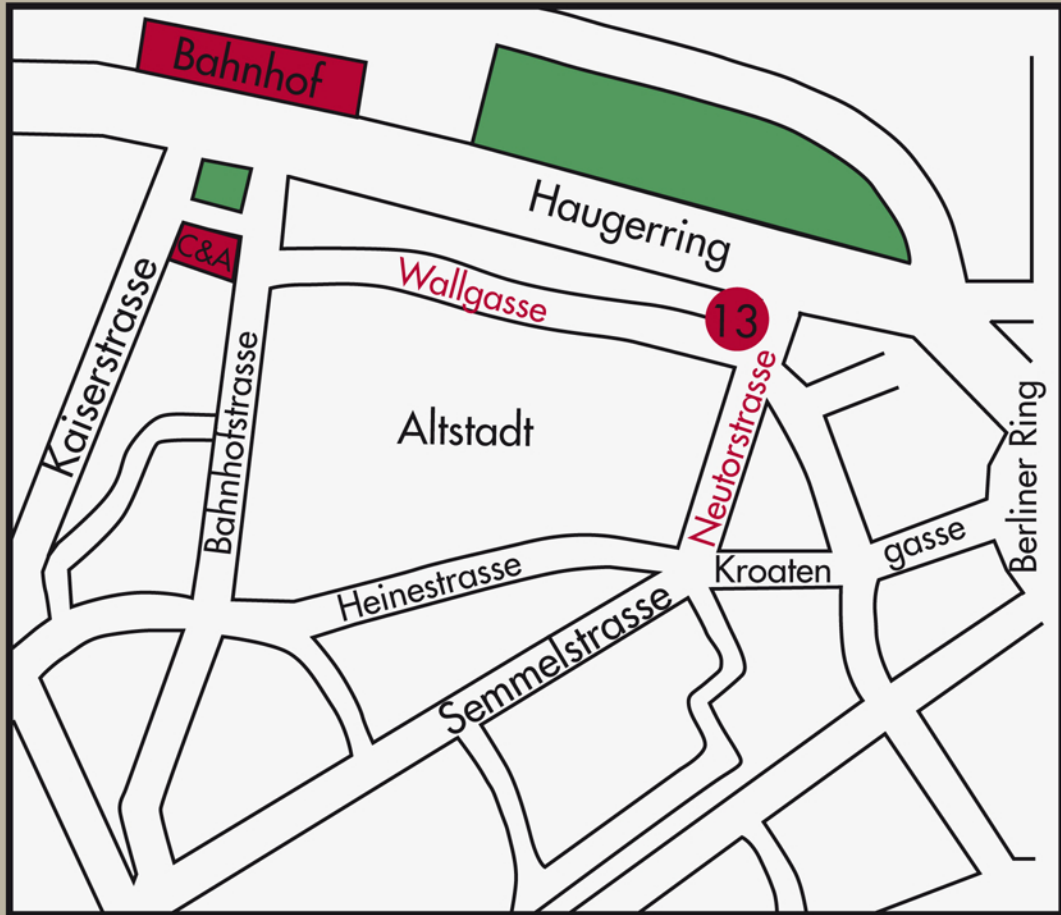 Bahnhof
Haugerring
C&A
Wallgasse
13
Kaiserstrasse
Bahnhofstrasse
Altstadt
Neutorstrasse
Berliner Ring
gasse
Kroaten
Heinestrasse
Semmelstrasse